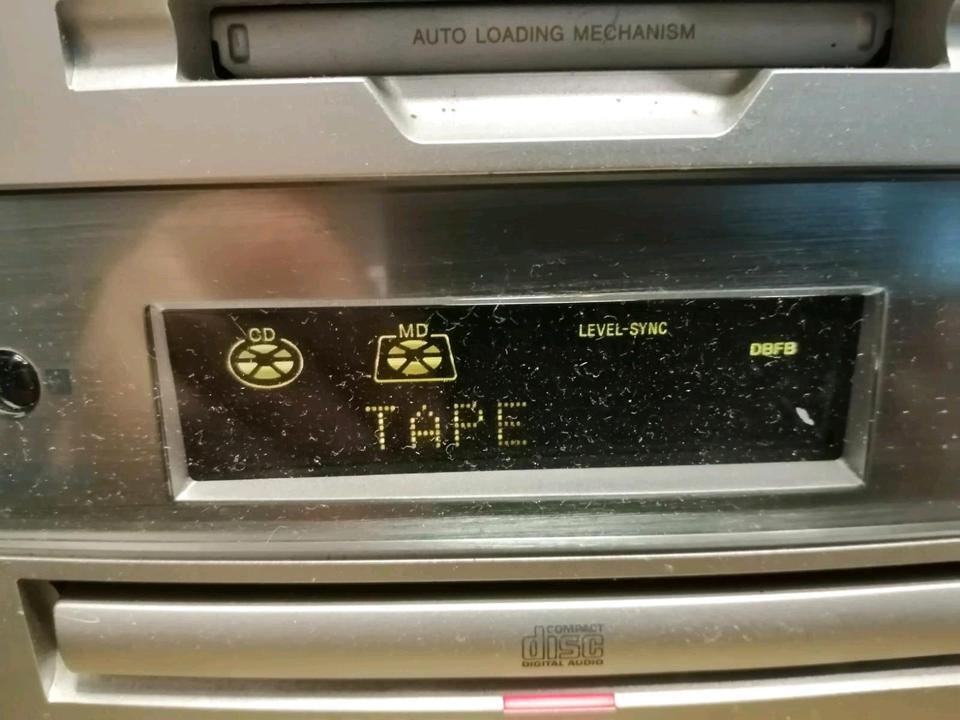 AUTO LOADING MECHANISM
CD MD LEVEL-SYNC
DBFB
TAPE
COMPACT
disc
DIGITAL AUDIO